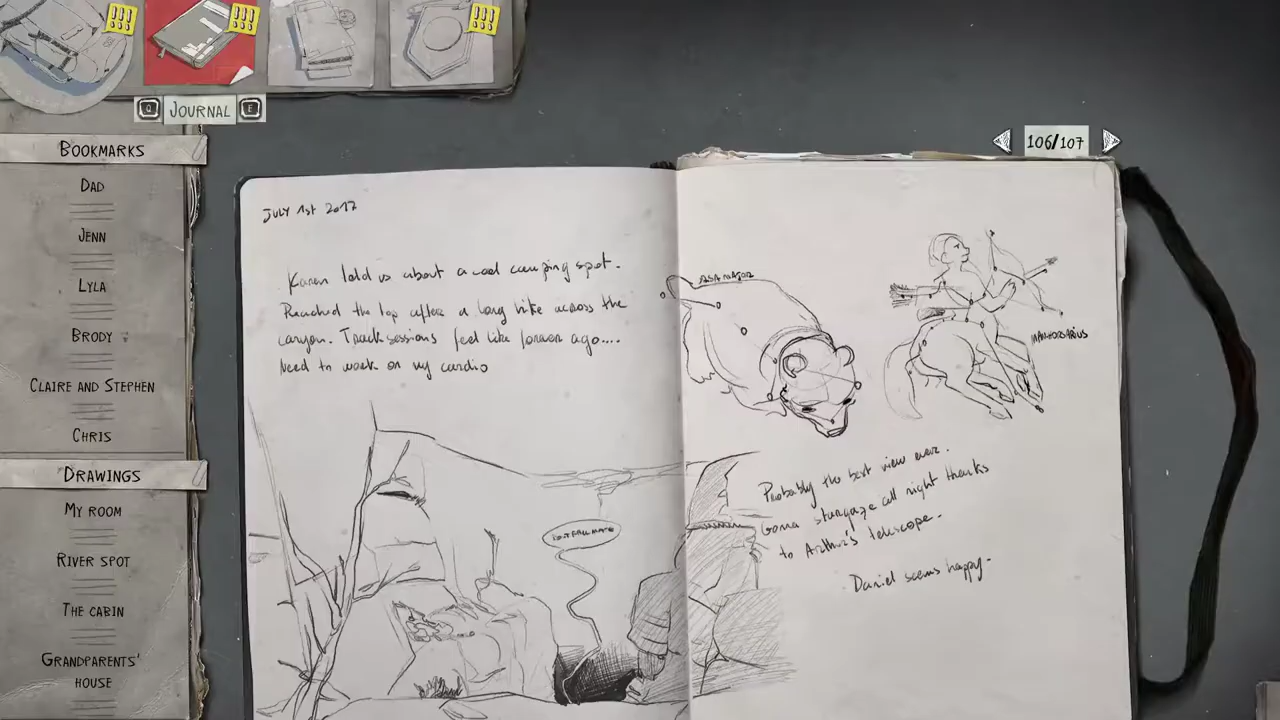 Q JOURNAL E
BOOKMARKS
DAD
JENN
LYLA
BRODY
CLAIRE AND STEPHEN
CHRIS
DRAWINGS
MY ROOM
RIVER SPOT
THE CABIN
GRANDPARENTS'
HOUSE
106/107
JULY 1st 2017
Karen told us about a cool camping spot.
Reached the top after a long hike across the
canyon. Track sessions feel like forever ago....
Need to work on my cardio
URSA MAJOR
Probably the best view ever.
Gonna stargaze all night thanks
to Arthur's telescope.
Daniel seems happy.